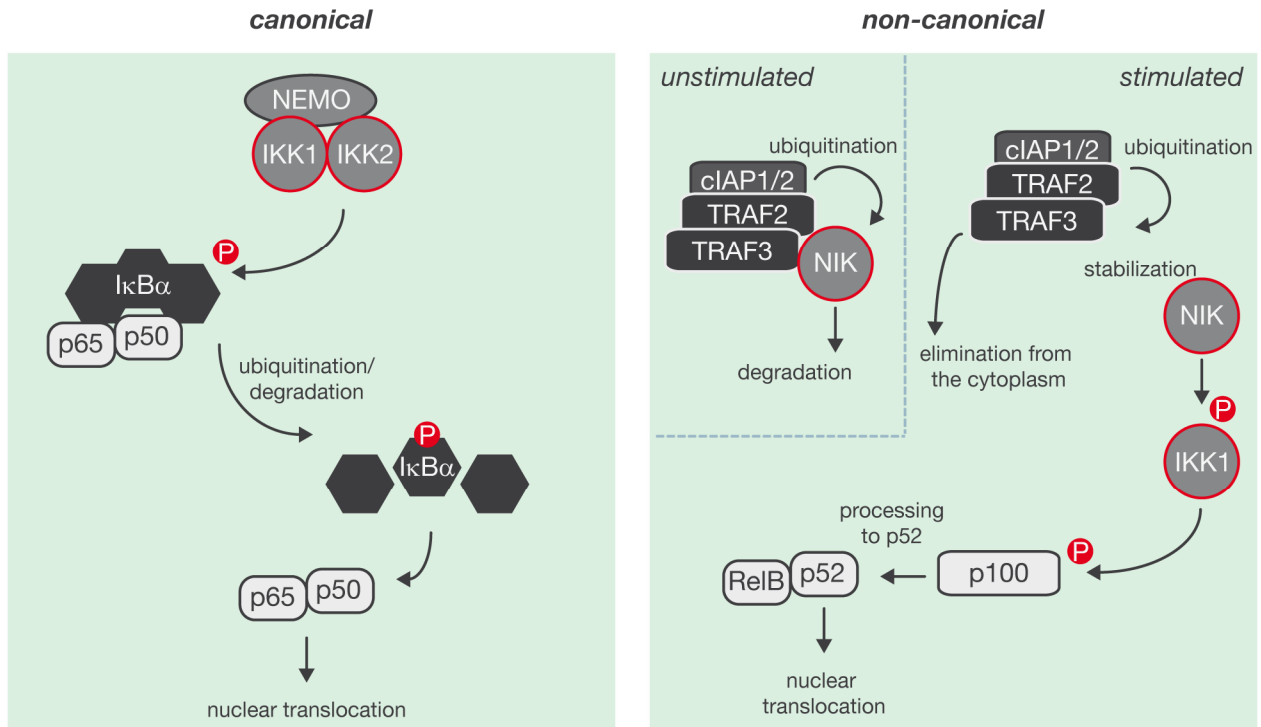 canonical
NEMO
IKK1
IKK2
P
IκBα
p65
p50
ubiquitination/
degradation
P
IκBα
p65
p50
nuclear translocation
non-canonical
unstimulated
ubiquitination
cIAP1/2
TRAF2
TRAF3
NIK
degradation
stimulated
cIAP1/2
ubiquitination
TRAF2
TRAF3
stabilization
NIK
elimination from
the cytoplasm
P
IKK1
P
p100
processing
to p52
RelB
p52
nuclear
translocation